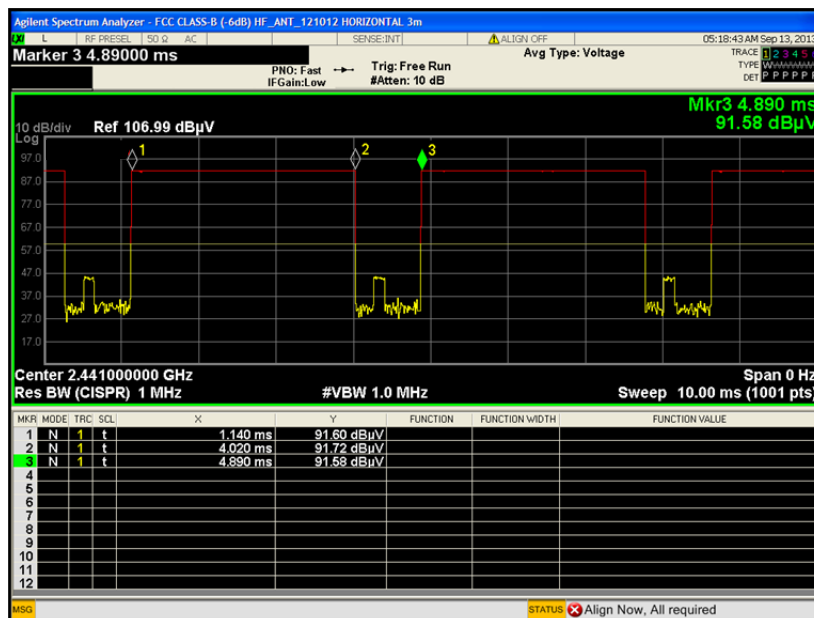 Agilent Spectrum Analyzer - FCC CLASS-B (-6dB) HF_ANT_121012 HORIZONTAL 3m
LXI L RF PRESEL 50 Ω AC SENSE:INT ALIGN OFF 05:18:43 AM Sep 13, 2013
Marker 3 4.89000 ms
PNO: Fast
IFGain:Low
Trig: Free Run
#Atten: 10 dB
Avg Type: Voltage
TRACE 1 2 3 4 5
TYPE W
DET P P P P P
Mkr3 4.890 ms
91.58 dBµV
10 dB/div Ref 106.99 dBµV
Log
97.0
87.0
77.0
67.0
57.0
47.0
37.0
27.0
17.0
1
2
3
Center 2.441000000 GHz Span 0 Hz
Res BW (CISPR) 1 MHz #VBW 1.0 MHz Sweep 10.00 ms (1001 pts)
MKR MODE TRC SCL X Y FUNCTION FUNCTION WIDTH FUNCTION VALUE
1 N 1 t 1.140 ms 91.60 dBµV
2 N 1 t 4.020 ms 91.72 dBµV
3 N 1 t 4.890 ms 91.58 dBµV
4
5
6
7
8
9
10
11
12
MSG STATUS Align Now, All required